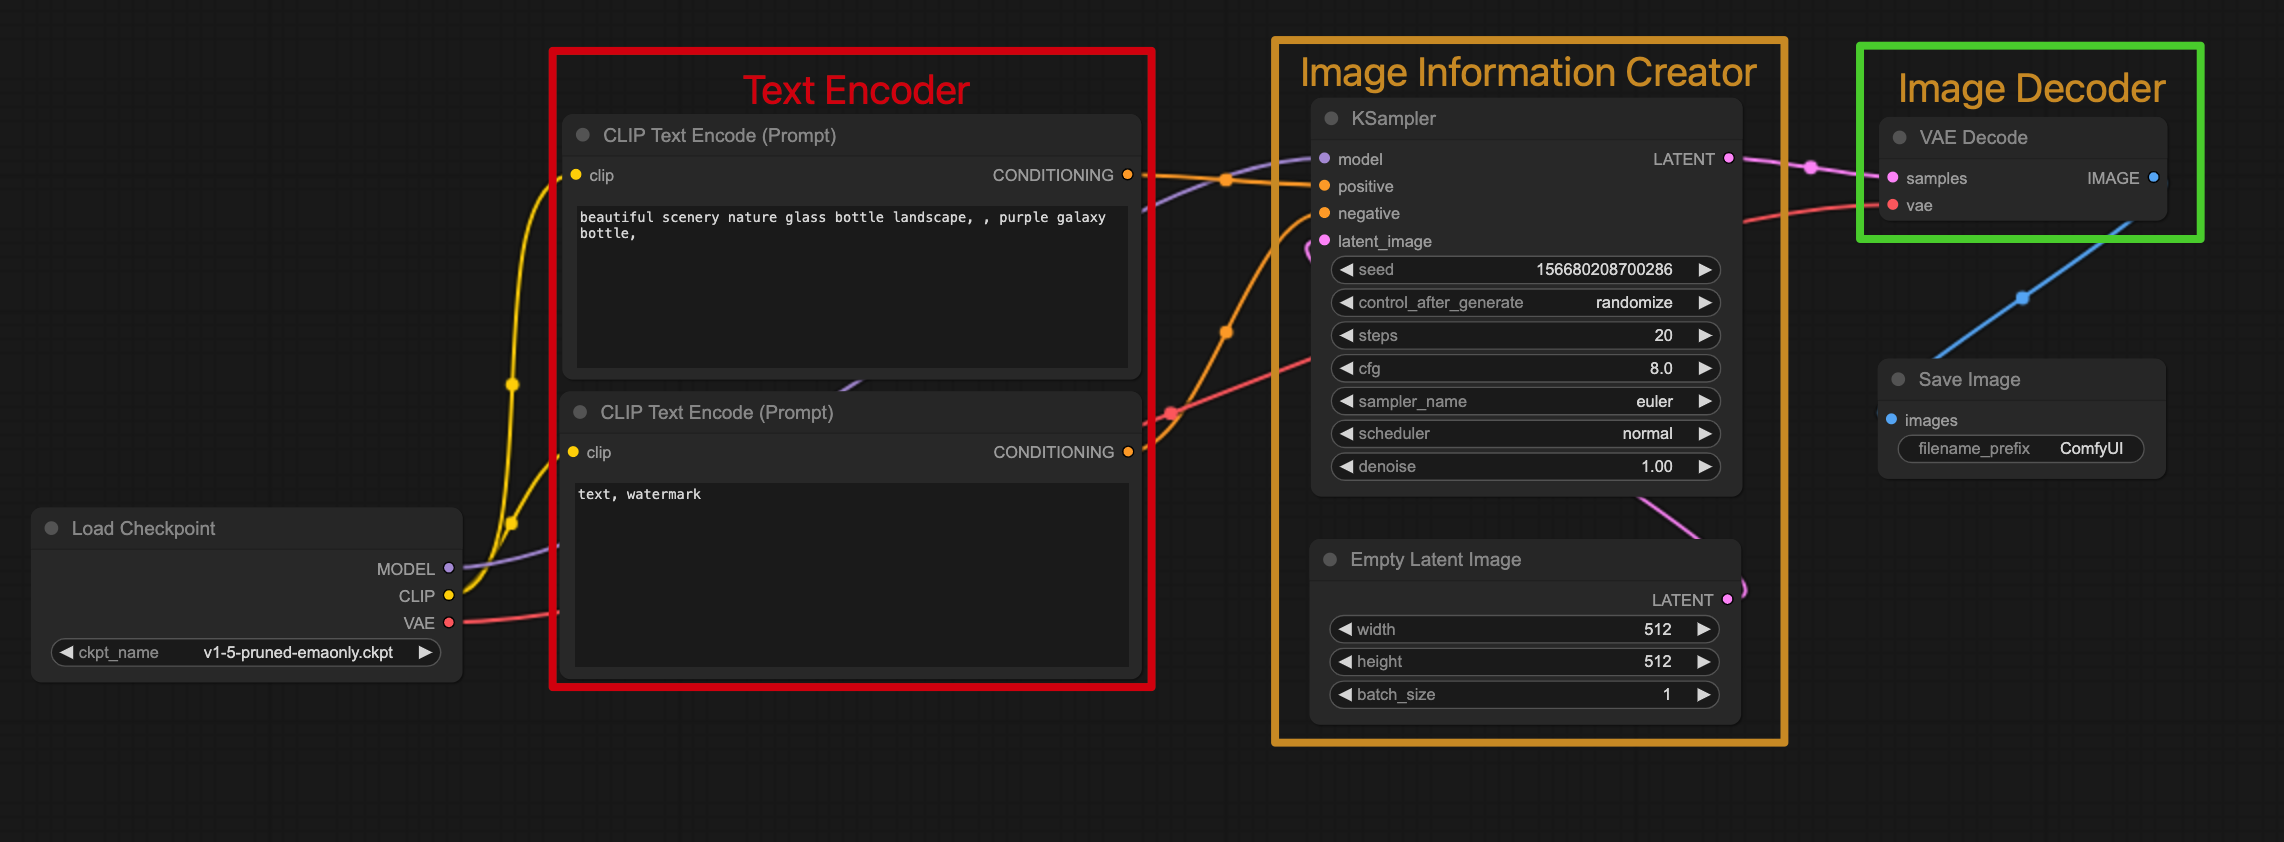 Text Encoder
CLIP Text Encode (Prompt)
clip
CONDITIONING
beautiful scenery nature glass bottle landscape, , purple galaxy
bottle,
CLIP Text Encode (Prompt)
clip
CONDITIONING
text, watermark
Load Checkpoint
MODEL
CLIP
VAE
ckpt_name v1-5-pruned-emaonly.ckpt
Image Information Creator
KSampler
model
LATENT
positive
negative
latent_image
seed 156680208700286
control_after_generate randomize
steps 20
cfg 8.0
sampler_name euler
scheduler normal
denoise 1.00
Empty Latent Image
LATENT
width 512
height 512
batch_size 1
Image Decoder
VAE Decode
samples
IMAGE
vae
Save Image
images
filename_prefix ComfyUI